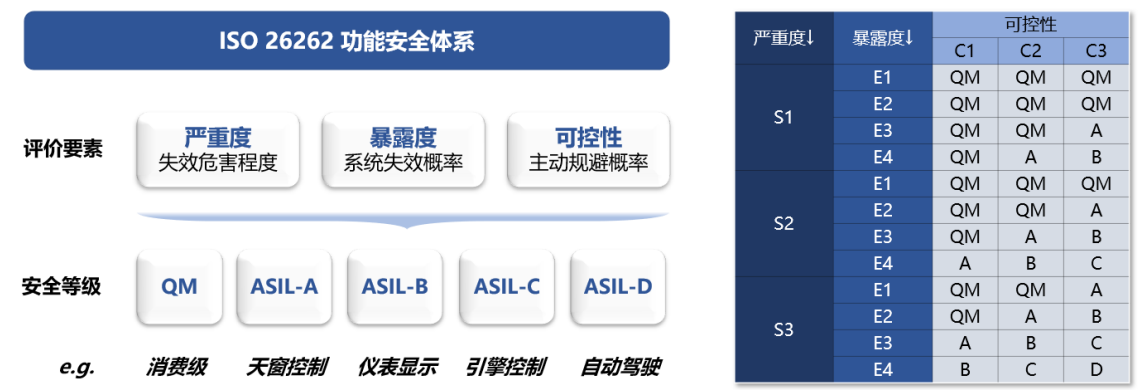 ISO 26262 功能安全体系
评价要素
严重度
失效危害程度
暴露度
系统失效概率
可控性
主动规避概率
安全等级
QM ASIL-A ASIL-B ASIL-C ASIL-D
e.g. 消费级 天窗控制 仪表显示 引擎控制 自动驾驶
严重度↓ 暴露度↓ 可控性
C1 C2 C3
S1
E1 QM QM QM
E2 QM QM QM
E3 QM QM A
E4 QM A B
S2
E1 QM QM QM
E2 QM QM A
E3 QM A B
E4 A B C
S3
E1 QM QM A
E2 QM A B
E3 A B C
E4 B C D